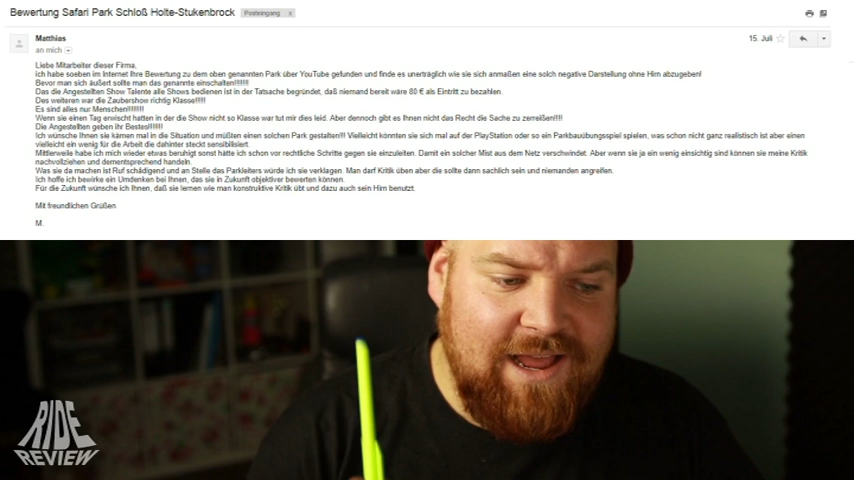 Bewertung Safari Park Schloß Holte-Stukenbrock Posteingang x
Matthias
15. Juli
an mich
Liebe Mitarbeiter dieser Firma,
ich habe soeben im Internet Ihre Bewertung zu dem oben genannten Park über YouTube gefunden und finde es unerträglich wie sie sich anmaßen eine solch negative Darstellung ohne Hirn abzugeben!
Bevor man sich äußert sollte man das genannte einschalten!!!!!!!!
Das die Angestellten Show Talente alle Shows bedienen ist in der Tatsache begründet, daß niemand bereit wäre 80 € als Eintritt zu bezahlen.
Des weiteren war die Zaubershow richtig Klasse!!!!!
Es sind alles nur Menschen!!!!!!!!!
Wenn sie einen Tag erwischt hatten in der die Show nicht so Klasse war tut mir dies leid. Aber dennoch gibt es Ihnen nicht das Recht die Sache zu zerreißen!!!!
Die Angestellten geben ihr Bestes!!!!!!!
Ich wünsche Ihnen sie kämen mal in die Situation und müßten einen solchen Park gestalten!!! Vielleicht könnten sie sich mal auf der PlayStation oder so ein Parkbauübungsspiel spielen, was schon nicht ganz realistisch ist aber einen
vielleicht ein wenig für die Arbeit die dahinter steckt sensibilisiert.
Mittlerweile habe ich mich wieder etwas beruhigt sonst hätte ich schon vor rechtliche Schritte gegen sie einzuleiten. Damit ein solcher Mist aus dem Netz verschwindet. Aber wenn sie ja ein wenig einsichtig sind können sie meine Kritik
nachvollziehen und dementsprechend handeln.
Was sie da machen ist Ruf schädigend und an Stelle das Parkleiters würde ich sie verklagen. Man darf Kritik üben aber die sollte dann sachlich sein und niemanden angreifen.
Ich hoffe ich bewirke ein Umdenken bei Ihnen, das sie in Zukunft objektiver bewerten können.
Für die Zukunft wünsche ich Ihnen, daß sie lernen wie man konstruktive Kritik übt und dazu auch sein Hirn benutzt.
Mit freundlichen Grüßen
M.
RIDE
REVIEW